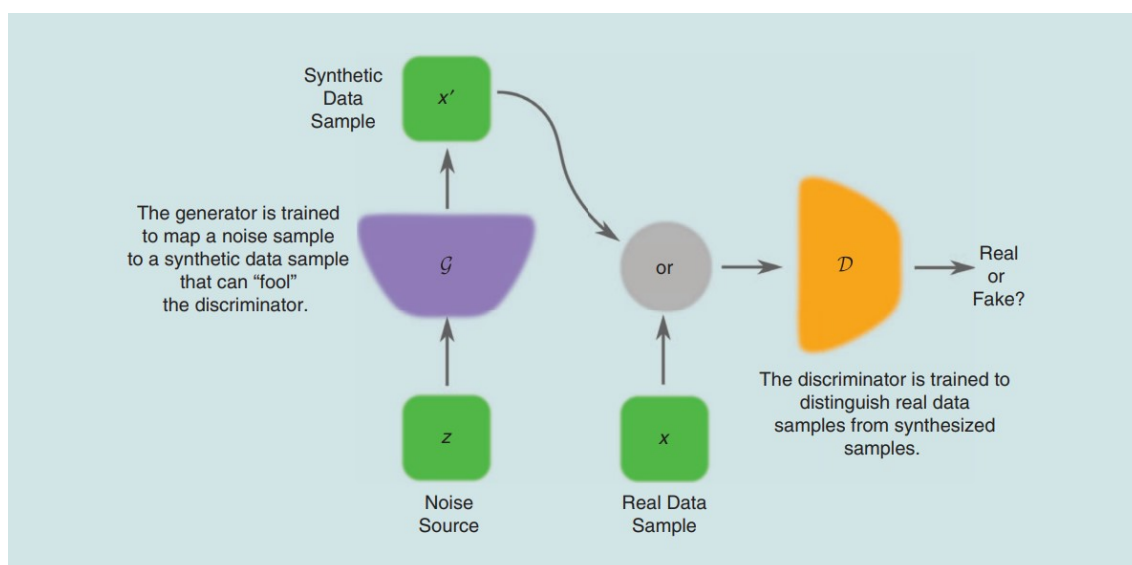 Synthetic
Data
Sample
x′
The generator is trained
to map a noise sample
to a synthetic data sample
that can “fool”
the discriminator.
G
or
D
Real
or
Fake?
The discriminator is trained to
distinguish real data
samples from synthesized
samples.
z
x
Noise
Source
Real Data
Sample